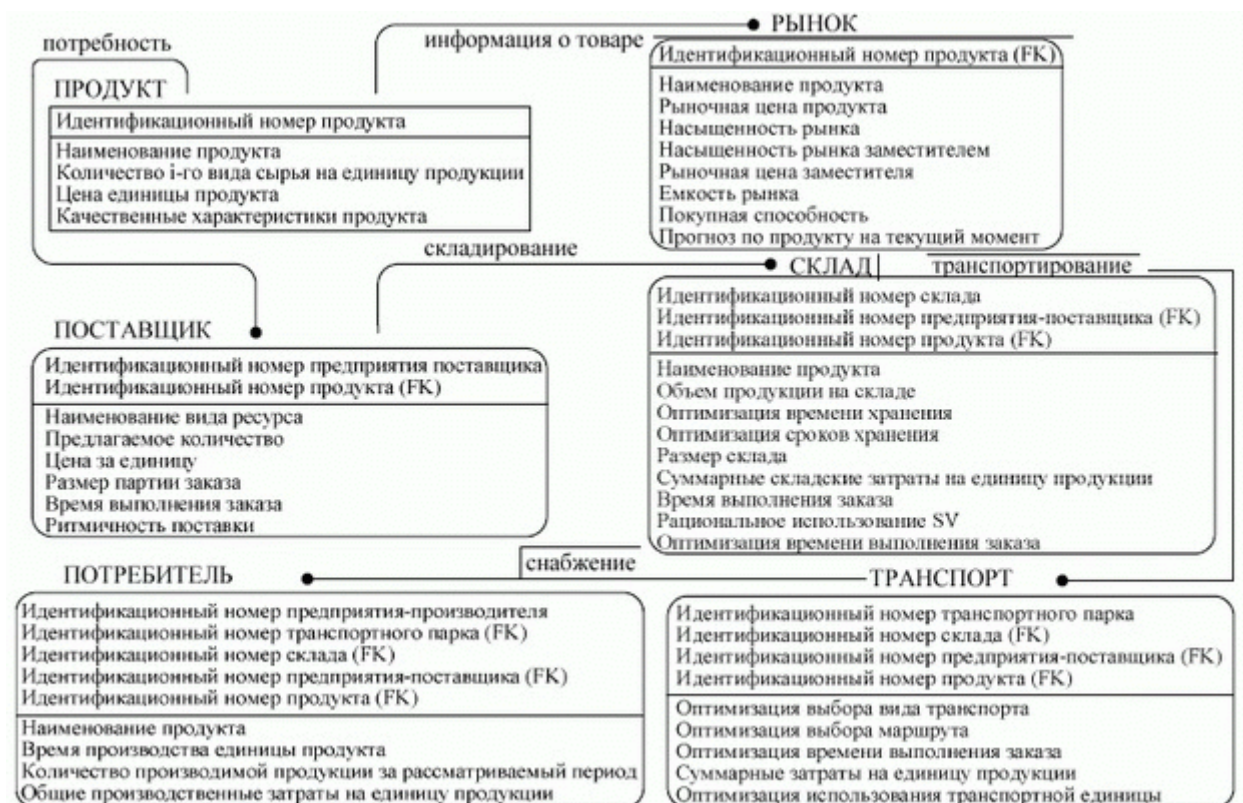 потребность
информация о товаре
РЫНОК
ПРОДУКТ
Идентификационный номер продукта
Наименование продукта
Количество i-го вида сырья на единицу продукции
Цена единицы продукта
Качественные характеристики продукта
Идентификационный номер продукта (FK)
Наименование продукта
Рыночная цена продукта
Насыщенность рынка
Насыщенность рынка заместителем
Рыночная цена заместителя
Емкость рынка
Покупная способность
Прогноз по продукту на текущий момент
складирование
СКЛАД
транспортирование
ПОСТАВЩИК
Идентификационный номер предприятия поставщика
Идентификационный номер продукта (FK)
Наименование вида ресурса
Предлагаемое количество
Цена за единицу
Размер партии заказа
Время выполнения заказа
Ритмичность поставки
Идентификационный номер склада
Идентификационный номер предприятия-поставщика (FK)
Идентификационный номер продукта (FK)
Наименование продукта
Объем продукции на складе
Оптимизация времени хранения
Оптимизация сроков хранения
Размер склада
Суммарные складские затраты на единицу продукции
Время выполнения заказа
Рациональное использование SV
Оптимизация времени выполнения заказа
снабжение
ПОТРЕБИТЕЛЬ
ТРАНСПОРТ
Идентификационный номер предприятия-производителя
Идентификационный номер транспортного парка (FK)
Идентификационный номер склада (FK)
Идентификационный номер предприятия-поставщика (FK)
Идентификационный номер продукта (FK)
Наименование продукта
Время производства единицы продукта
Количество производимой продукции за рассматриваемый период
Общие производственные затраты на единицу продукции
Идентификационный номер транспортного парка
Идентификационный номер склада (FK)
Идентификационный номер предприятия-поставщика (FK)
Идентификационный номер продукта (FK)
Оптимизация выбора вида транспорта
Оптимизация выбора маршрута
Оптимизация времени выполнения заказа
Суммарные затраты на единицу продукции
Оптимизация использования транспортной единицы